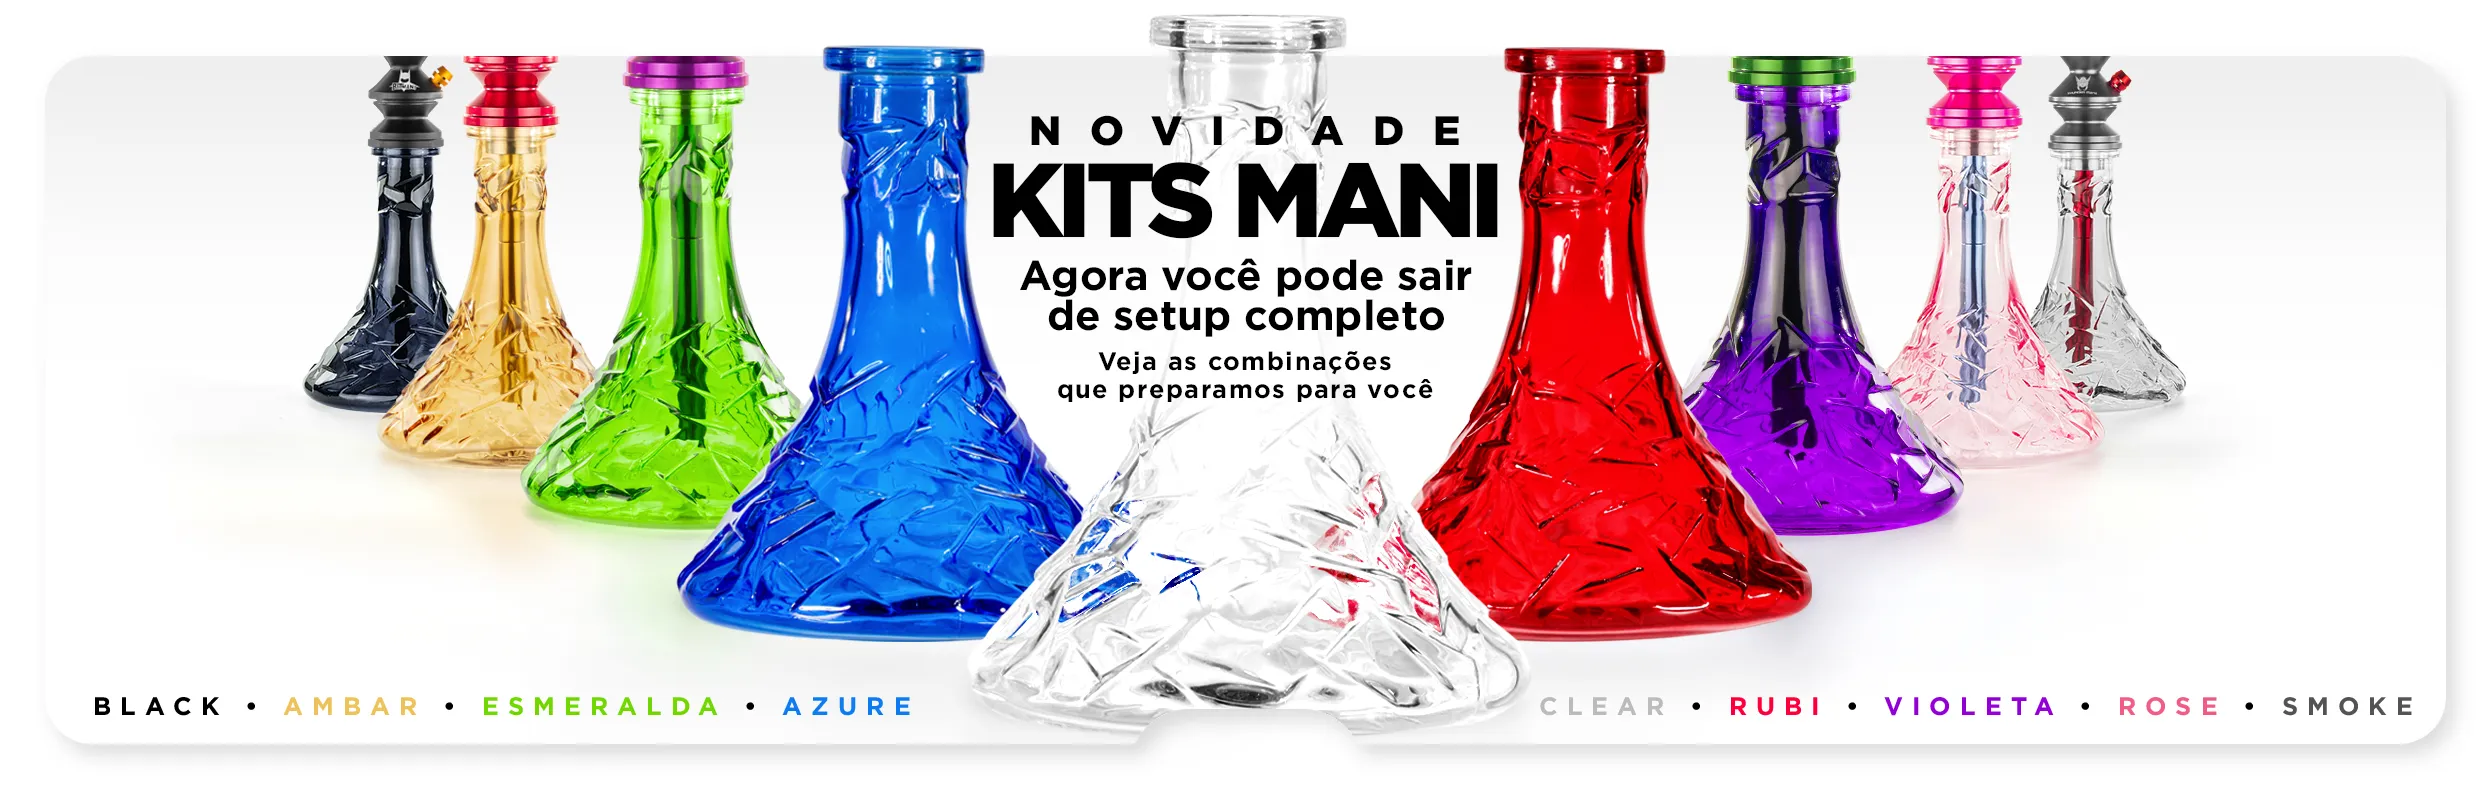 NOVIDADE
KITS MANI
Agora você pode sair
de setup completo
Veja as combinações
que preparamos para você
BLACK • AMBAR • ESMERALDA • AZURE
CLEAR • RUBI • VIOLETA • ROSE • SMOKE